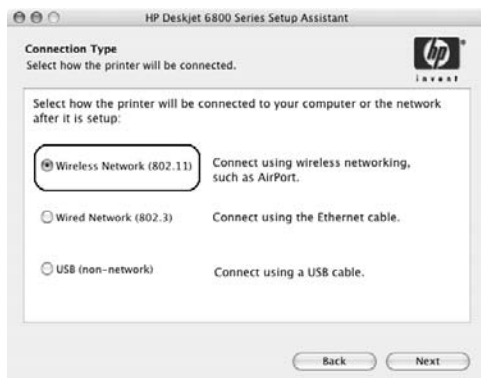 HP Deskjet 6800 Series Setup Assistant
Connection Type
Select how the printer will be connected.
hp
invent
Select how the printer will be connected to your computer or the network
after it is setup:
Wireless Network (802.11)
Connect using wireless networking,
such as AirPort.
Wired Network (802.3)
Connect using the Ethernet cable.
USB (non-network)
Connect using a USB cable.
Back
Next